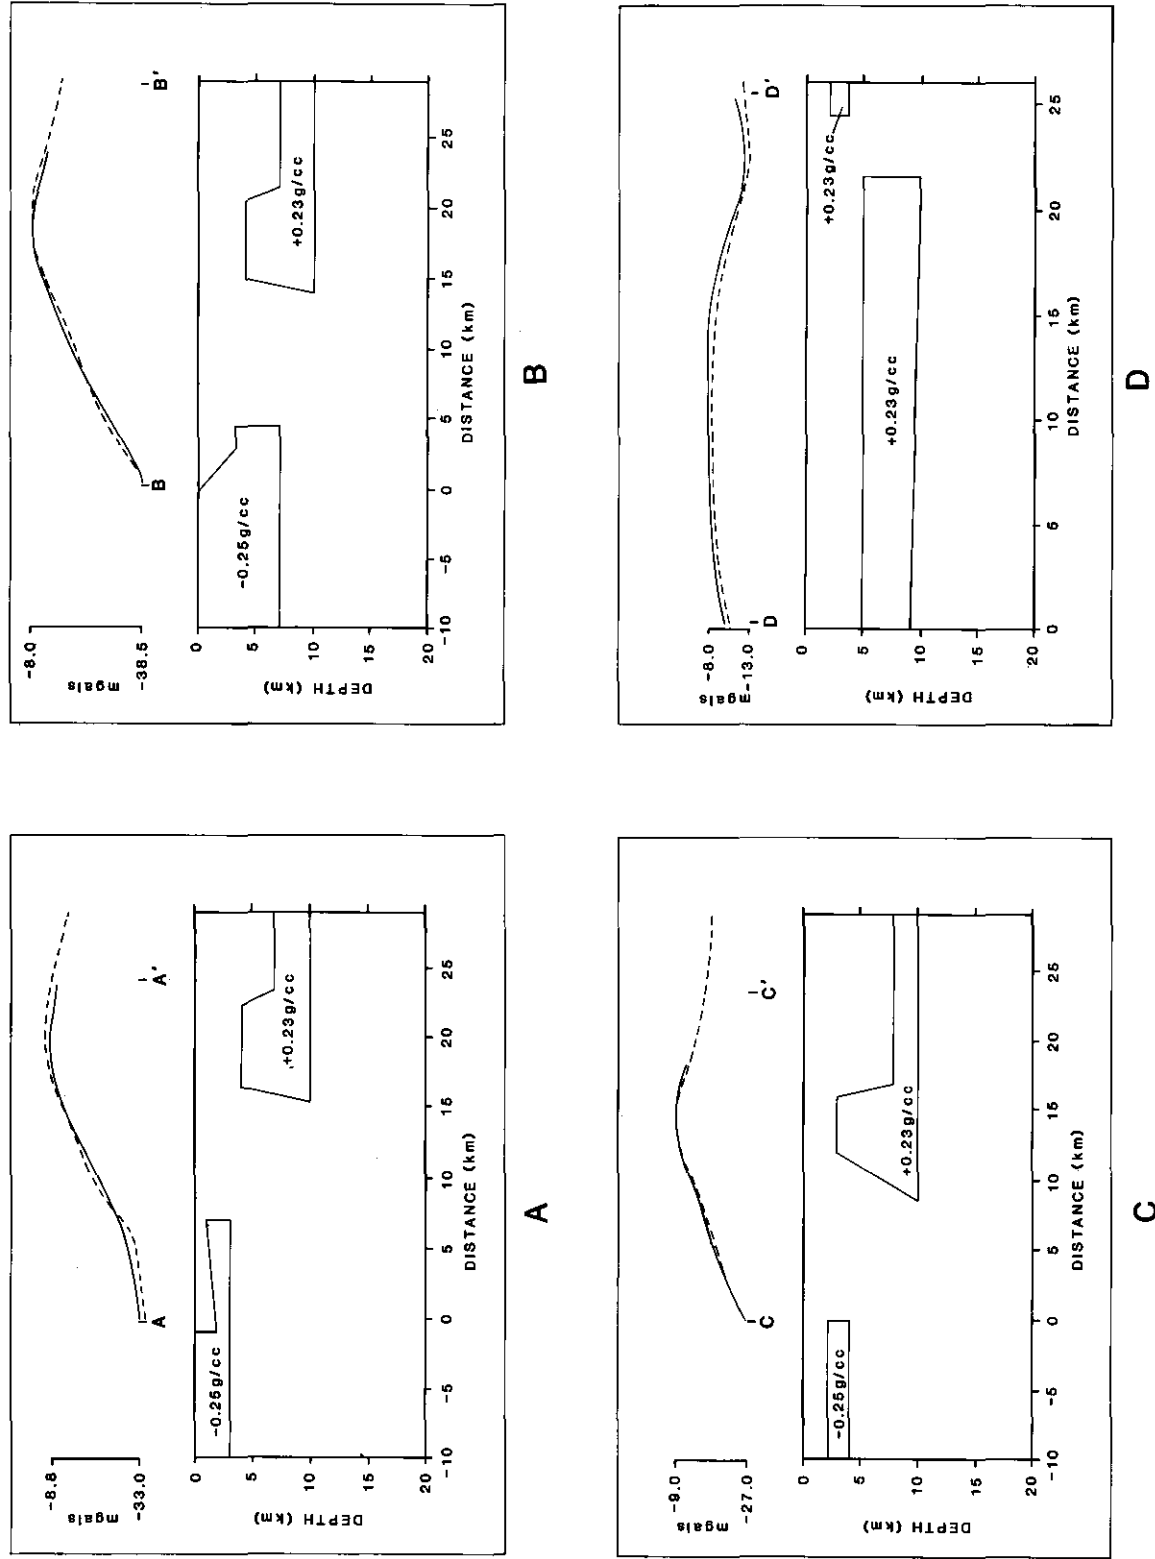 -8.8
-33.0
mgals
A
A'
0
5
10
15
20
DEPTH (km)
-0.25g/cc
+0.23g/cc
-10
-5
0
5
10
15
20
25
DISTANCE (km)
A
-8.0
-38.5
mgals
B
B'
0
5
10
15
20
DEPTH (km)
-0.25g/cc
+0.23g/cc
-10
-5
0
5
10
15
20
25
DISTANCE (km)
B
-9.0
-27.0
mgals
C
C'
0
5
10
15
20
DEPTH (km)
-0.25g/cc
+0.23g/cc
-10
-5
0
5
10
15
20
25
DISTANCE (km)
C
-8.0
-13.0
mgals
D
D'
0
5
10
15
20
DEPTH (km)
+0.23g/cc
+0.23g/cc
0
5
10
15
20
25
DISTANCE (km)
D